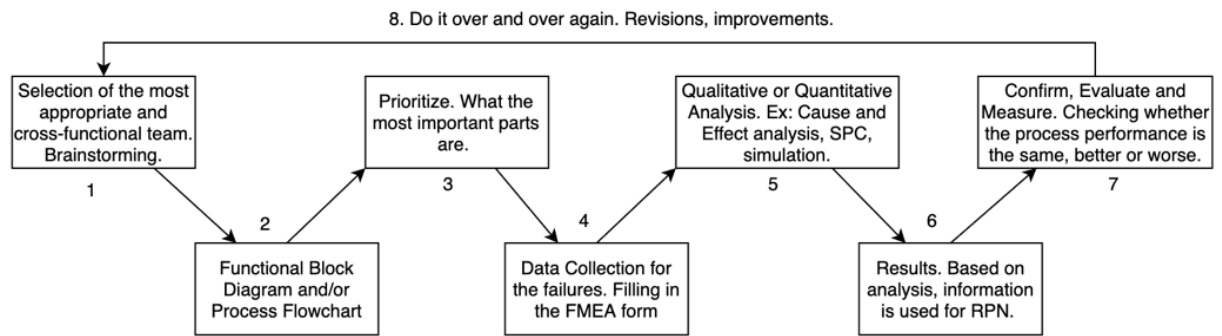 8. Do it over and over again. Revisions, improvements.
Selection of the most
appropriate and
cross-functional team.
Brainstorming.
1
2
Functional Block
Diagram and/or
Process Flowchart
Prioritize. What the
most important parts
are.
3
4
Data Collection for
the failures. Filling in
the FMEA form
Qualitative or Quantitative
Analysis. Ex: Cause and
Effect analysis, SPC,
simulation.
5
6
Results. Based on
analysis, information
is used for RPN.
Confirm, Evaluate and
Measure. Checking whether
the process performance is
the same, better or worse.
7